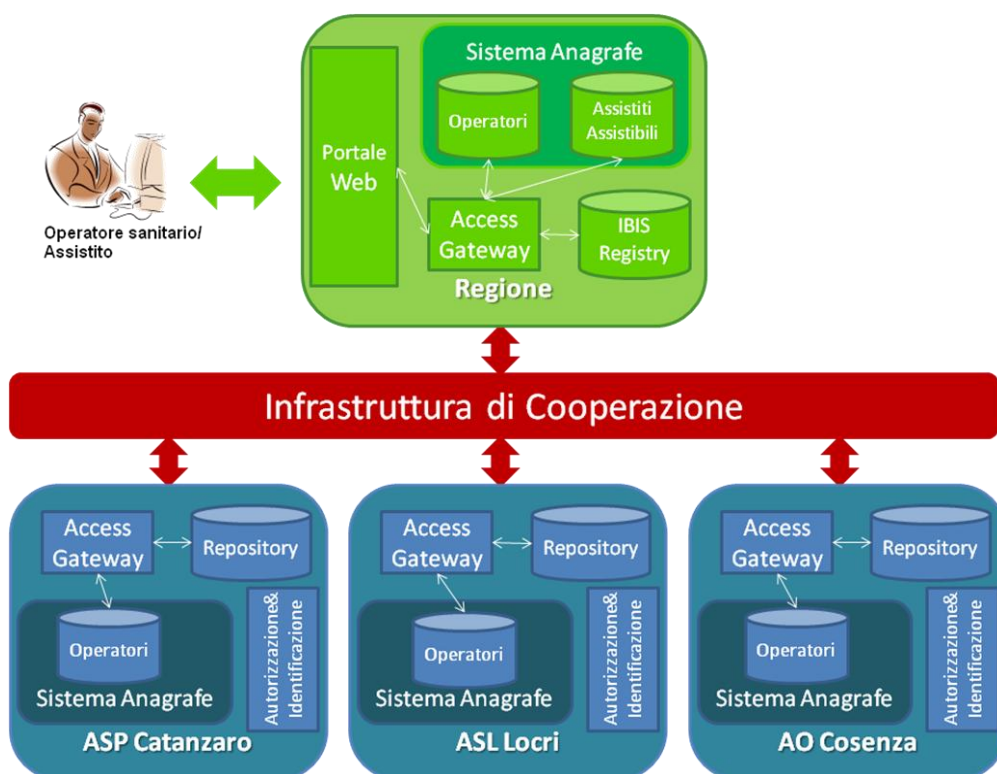 Sistema Anagrafe
Operatori
Assistiti
Assistibili
Portale
Web
Access
Gateway
IBIS
Registry
Regione
Operatore sanitario/
Assistito
Infrastruttura di Cooperazione
Access
Gateway
Repository
Operatori
Sistema Anagrafe
Autorizzazione&
Identificazione
ASP Catanzaro
Access
Gateway
Repository
Operatori
Sistema Anagrafe
Autorizzazione&
Identificazione
ASL Locri
Access
Gateway
Repository
Operatori
Sistema Anagrafe
Autorizzazione&
Identificazione
AO Cosenza